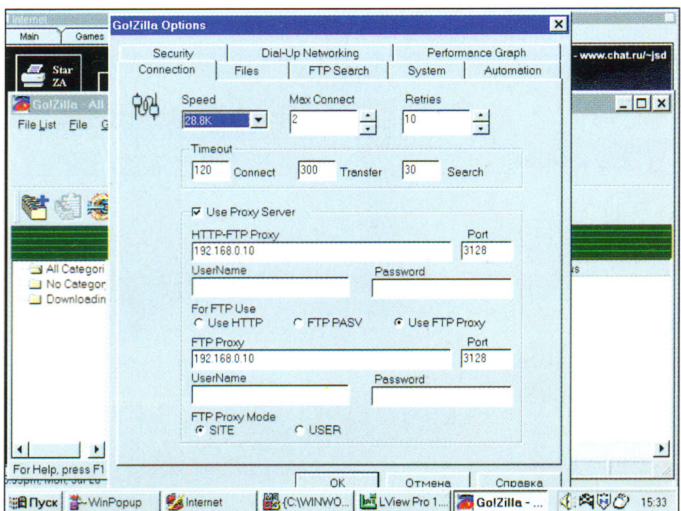 Internet
Go!Zilla Options
Main Games
- www.chat.ru/~jsd
Star
ZA
Security Dial-Up Networking Performance Graph
Connection Files FTP Search System Automation
Go!Zilla - All
File List File G
Speed Max Connect Retries
28.8K 2 10
Timeout
120 Connect 300 Transfer 30 Search
Use Proxy Server
HTTP-FTP Proxy Port
192.168.0.10 3128
UserName Password
All Categori
No Categor
Downloadin
us
For FTP Use
Use HTTP FTP PASV Use FTP Proxy
FTP Proxy Port
192.168.0.10 3128
UserName Password
FTP Proxy Mode
SITE USER
For Help, press F1
OK Отмена Справка
Пуск WinPopup Internet {C:\WINWO... LView Pro 1.... Go!Zilla - ... 15:33